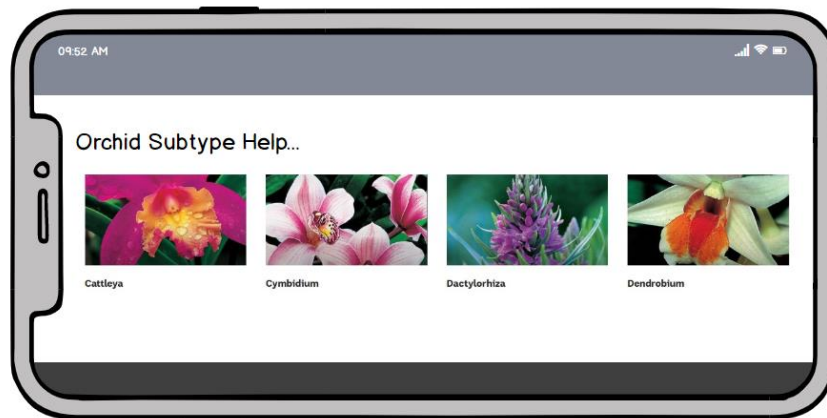 09:52 AM
Orchid Subtype Help...
Cattleya
Cymbidium
Dactylorhiza
Dendrobium